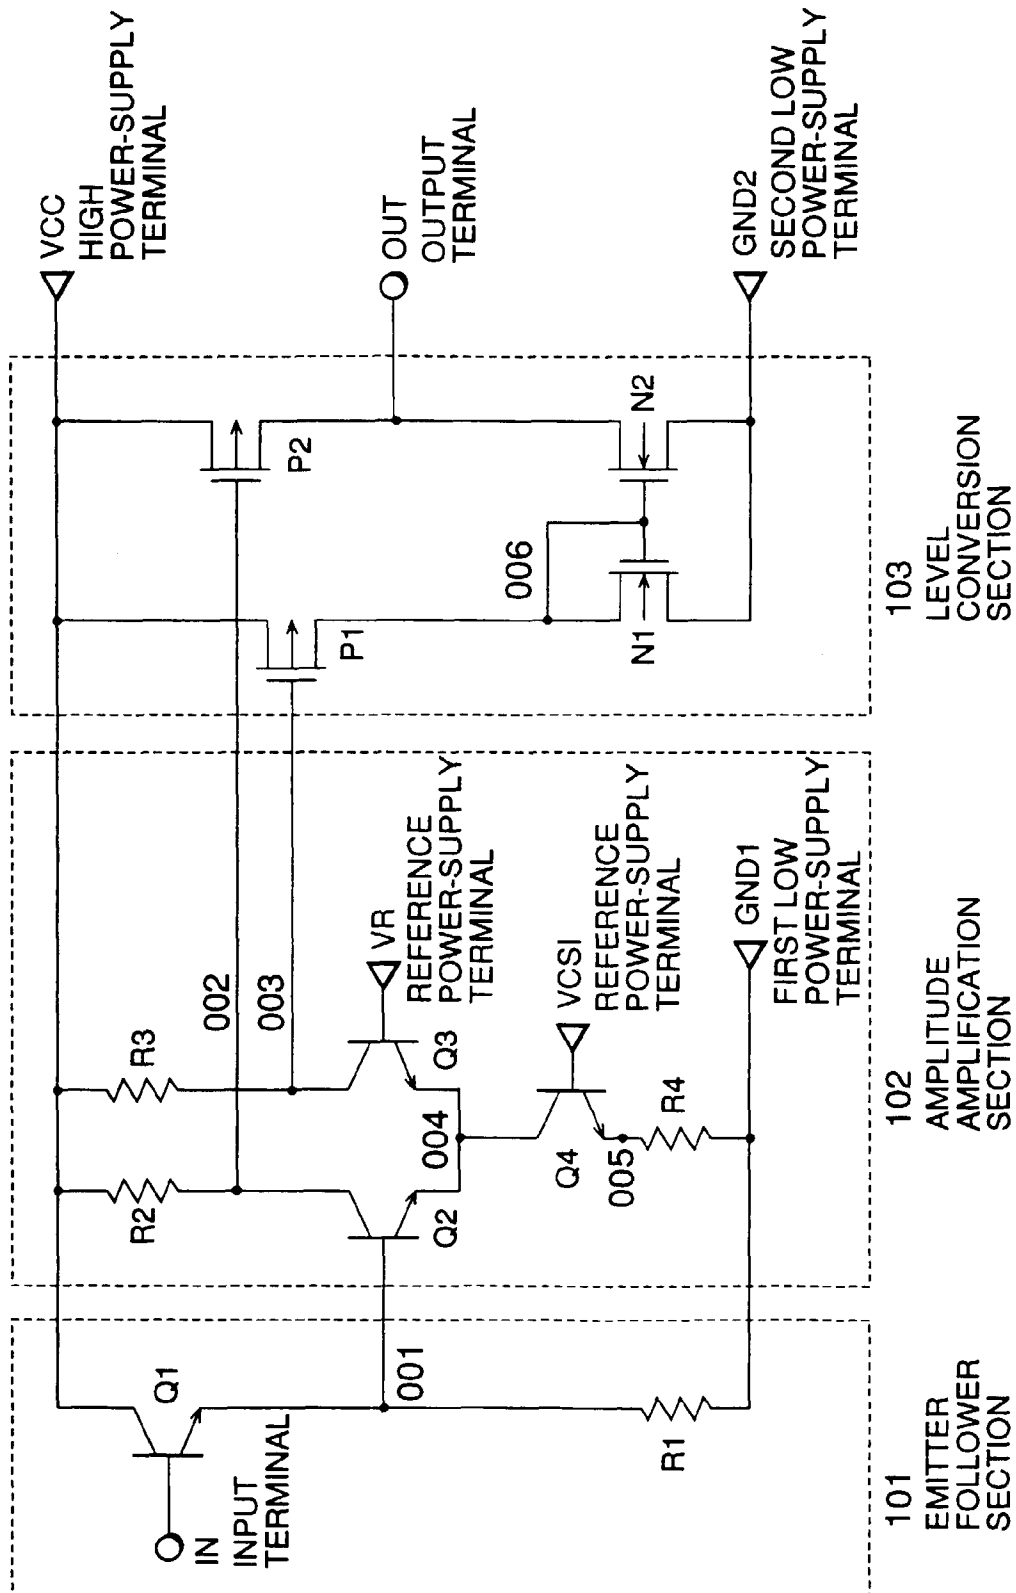 VCC
HIGH
POWER-SUPPLY
TERMINAL
OUT
OUTPUT
TERMINAL
GND2
SECOND LOW
POWER-SUPPLY
TERMINAL
P2
N2
P1
006
N1
103
LEVEL
CONVERSION
SECTION
002
003
R3
R2
VR
REFERENCE
POWER-SUPPLY
TERMINAL
Q3
004
Q2
VCSI
REFERENCE
POWER-SUPPLY
TERMINAL
Q4
005
R4
GND1
FIRST LOW
POWER-SUPPLY
TERMINAL
102
AMPLITUDE
AMPLIFICATION
SECTION
Q1
001
IN
INPUT
TERMINAL
R1
101
EMITTER
FOLLOWER
SECTION